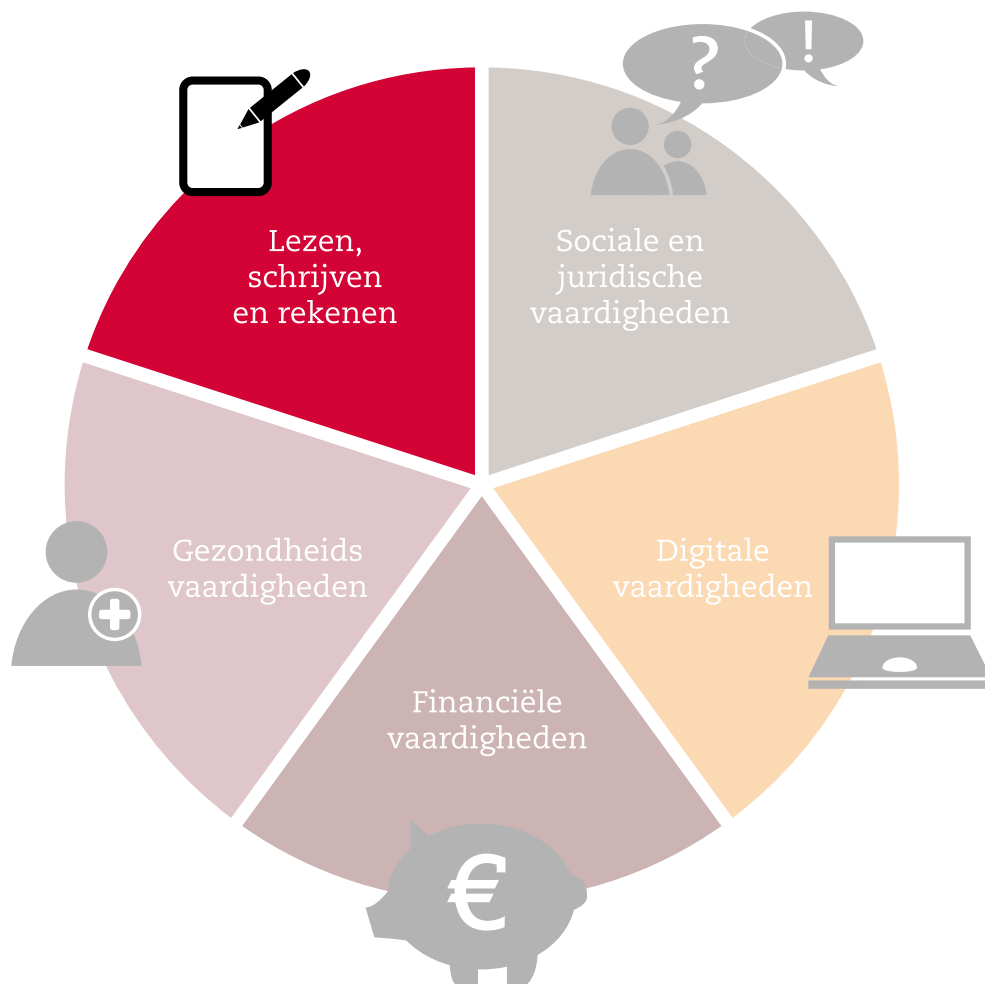 ?
!
Lezen,
schrijven
en rekenen
Sociale en
juridische
vaardigheden
Gezondheids
vaardigheden
Digitale
vaardigheden
Financiële
vaardigheden
€